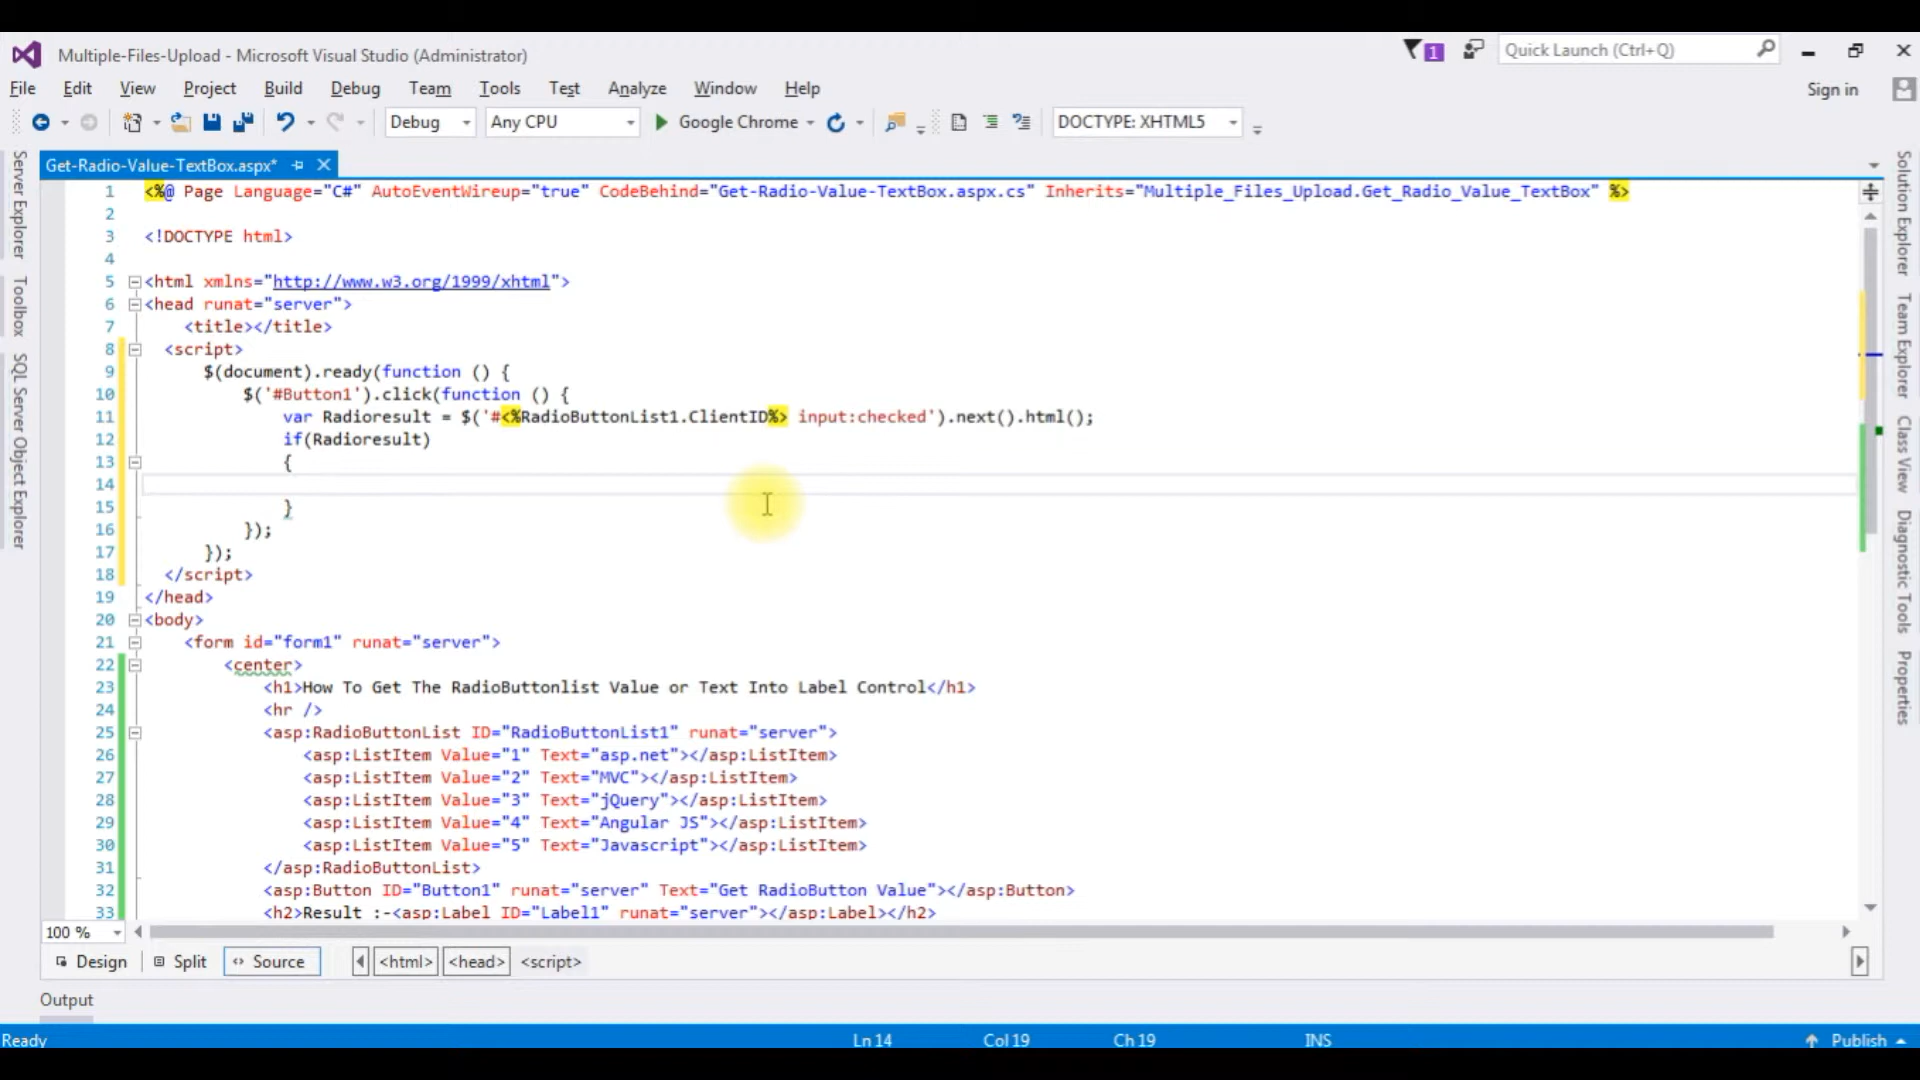 Multiple-Files-Upload - Microsoft Visual Studio (Administrator)
1
Quick Launch (Ctrl+Q)
File Edit View Project Build Debug Team Tools Test Analyze Window Help
Sign in
Debug Any CPU Google Chrome DOCTYPE: XHTML5
Get-Radio-Value-TextBox.aspx*
1 <%@ Page Language="C#" AutoEventWireup="true" CodeBehind="Get-Radio-Value-TextBox.aspx.cs" Inherits="Multiple_Files_Upload.Get_Radio_Value_TextBox" %>
2
3 <!DOCTYPE html>
4
5 <html xmlns="http://www.w3.org/1999/xhtml">
6 <head runat="server">
7 <title></title>
8 <script>
9 $(document).ready(function () {
10 $('#Button1').click(function () {
11 var Radioresult = $('#<%RadioButtonList1.ClientID%> input:checked').next().html();
12 if(Radioresult)
13 {
14
15 }
16 });
17 });
18 </script>
19 </head>
20 <body>
21 <form id="form1" runat="server">
22 <center>
23 <h1>How To Get The RadioButtonlist Value or Text Into Label Control</h1>
24 <hr />
25 <asp:RadioButtonList ID="RadioButtonList1" runat="server">
26 <asp:ListItem Value="1" Text="asp.net"></asp:ListItem>
27 <asp:ListItem Value="2" Text="MVC"></asp:ListItem>
28 <asp:ListItem Value="3" Text="jQuery"></asp:ListItem>
29 <asp:ListItem Value="4" Text="Angular JS"></asp:ListItem>
30 <asp:ListItem Value="5" Text="Javascript"></asp:ListItem>
31 </asp:RadioButtonList>
32 <asp:Button ID="Button1" runat="server" Text="Get RadioButton Value"></asp:Button>
33 <h2>Result :-<asp:Label ID="Label1" runat="server"></asp:Label></h2>
Server Explorer
Toolbox
SQL Server Object Explorer
Solution Explorer
Team Explorer
Class View
Diagnostic Tools
Properties
100 %
Design Split Source <html> <head> <script>
Output
Ready Ln 14 Col 19 Ch 19 INS Publish